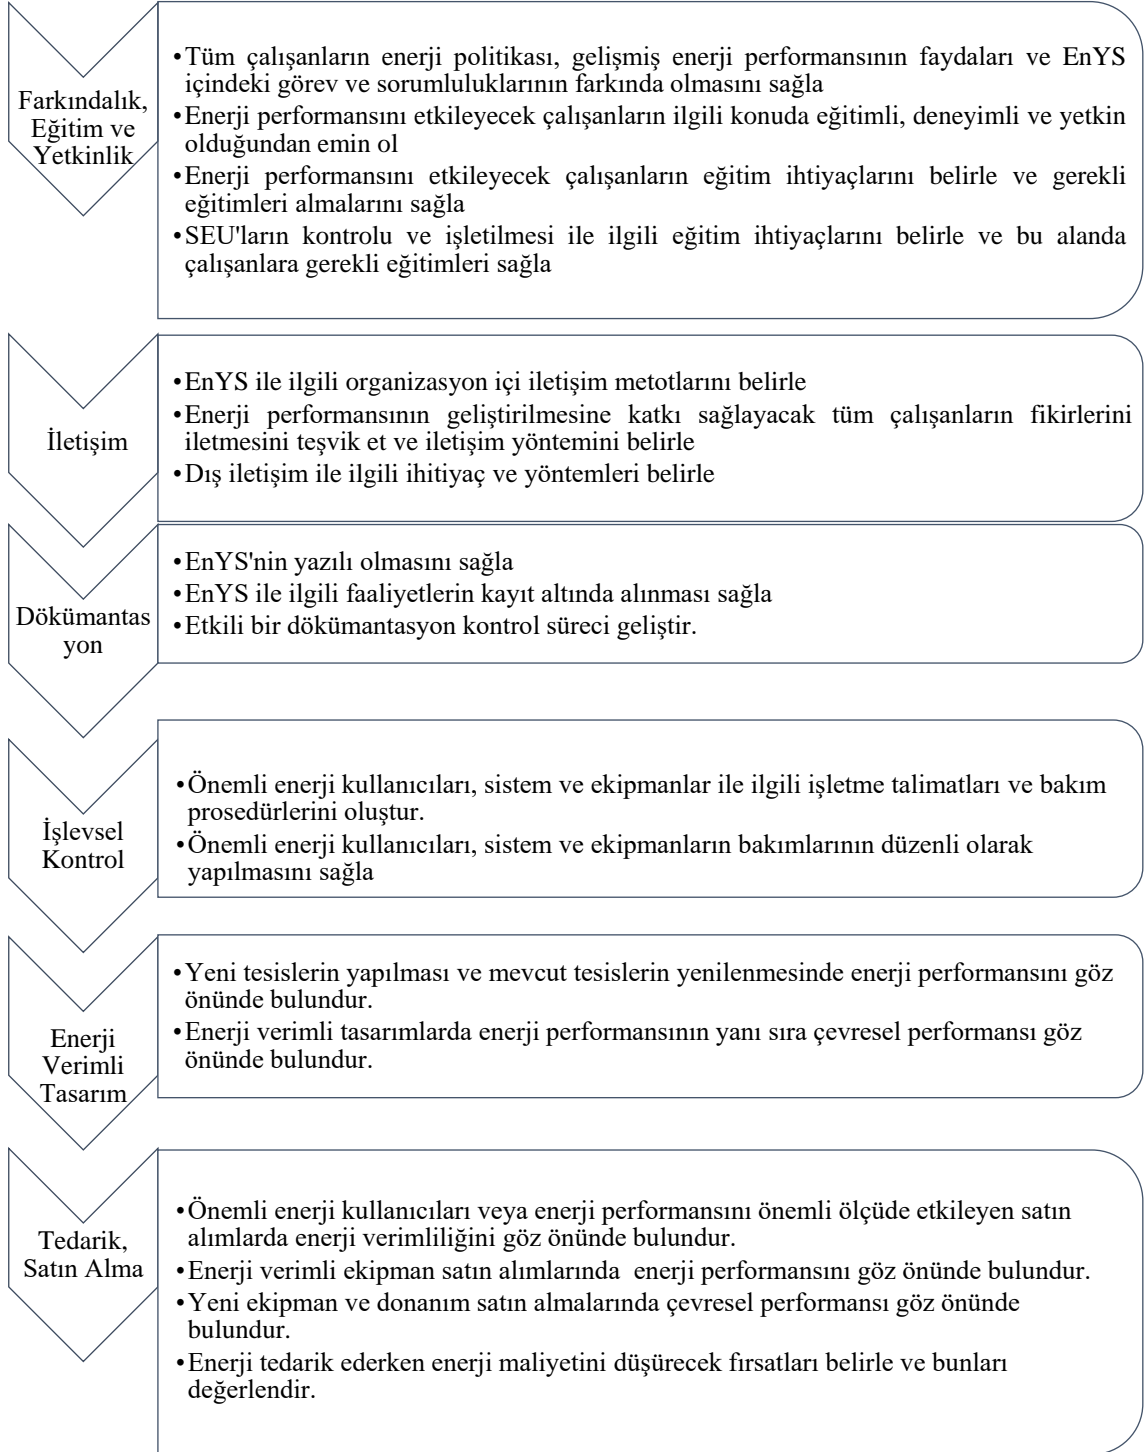 Farkındalık,
Eğitim ve
Yetkinlik
•Tüm çalışanların enerji politikası, gelişmiş enerji performansının faydaları ve EnYS
içindeki görev ve sorumluluklarının farkında olmasını sağla
•Enerji performansını etkileyecek çalışanların ilgili konuda eğitimli, deneyimli ve yetkin
olduğundan emin ol
•Enerji performansını etkileyecek çalışanların eğitim ihtiyaçlarını belirle ve gerekli
eğitimleri almalarını sağla
•SEU'ların kontrolu ve işletilmesi ile ilgili eğitim ihtiyaçlarını belirle ve bu alanda
çalışanlara gerekli eğitimleri sağla
İletişim
•EnYS ile ilgili organizasyon içi iletişim metotlarını belirle
•Enerji performansının geliştirilmesine katkı sağlayacak tüm çalışanların fikirlerini
iletmesini teşvik et ve iletişim yöntemini belirle
•Dış iletişim ile ilgili ihitiyaç ve yöntemleri belirle
Dökümantas
yon
•EnYS'nin yazılı olmasını sağla
•EnYS ile ilgili faaliyetlerin kayıt altında alınması sağla
•Etkili bir dökümantasyon kontrol süreci geliştir.
İşlevsel
Kontrol
•Önemli enerji kullanıcıları, sistem ve ekipmanlar ile ilgili işletme talimatları ve bakım
prosedürlerini oluştur.
•Önemli enerji kullanıcıları, sistem ve ekipmanların bakımlarının düzenli olarak
yapılmasını sağla
Enerji
Verimli
Tasarım
•Yeni tesislerin yapılması ve mevcut tesislerin yenilenmesinde enerji performansını göz
önünde bulundur.
•Enerji verimli tasarımlarda enerji performansının yanı sıra çevresel performansı göz
önünde bulundur.
Tedarik,
Satın Alma
•Önemli enerji kullanıcıları veya enerji performansını önemli ölçüde etkileyen satın
alımlarda enerji verimliliğini göz önünde bulundur.
•Enerji verimli ekipman satın alımlarında  enerji performansını göz önünde bulundur.
•Yeni ekipman ve donanım satın almalarında çevresel performansı göz önünde
bulundur.
•Enerji tedarik ederken enerji maliyetini düşürecek fırsatları belirle ve bunları
değerlendir.